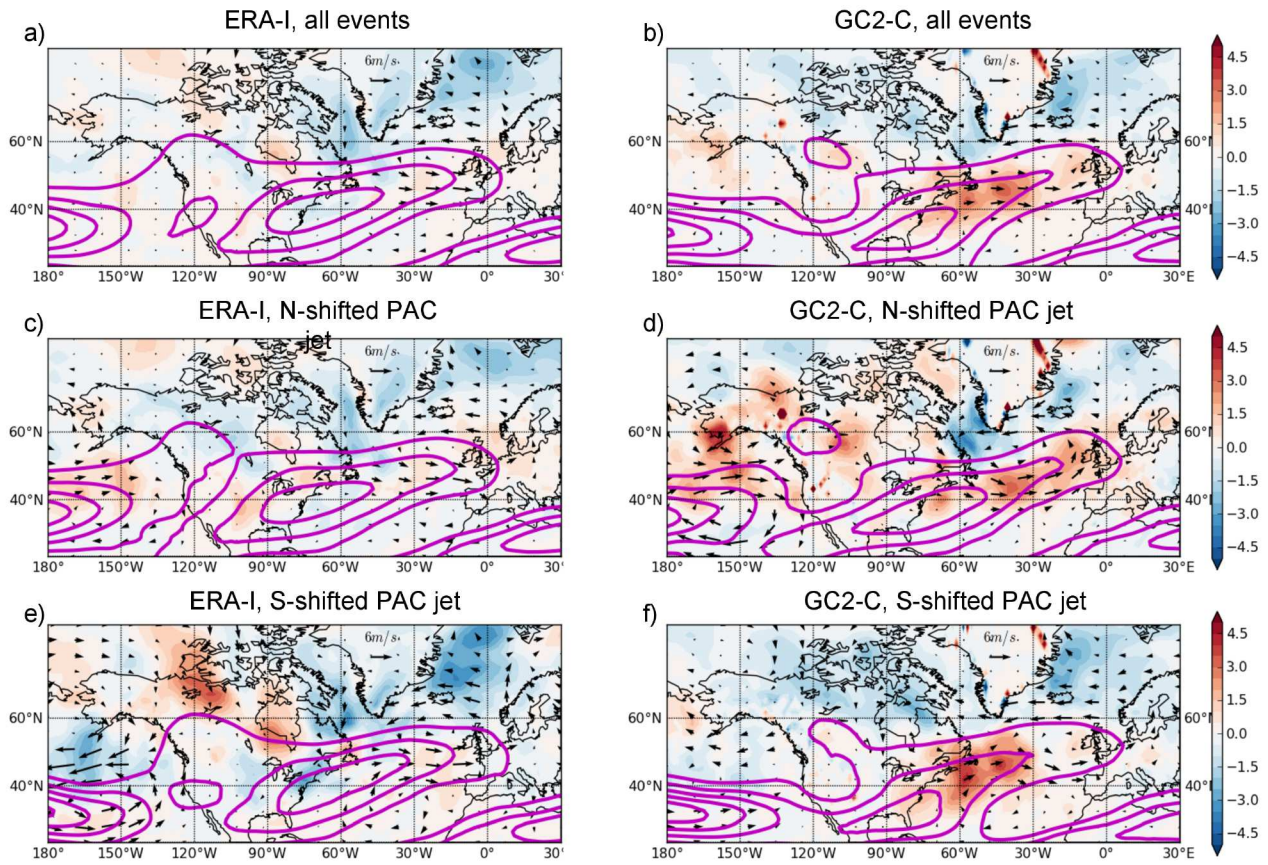 ERA-I, all events
GC2-C, all events
a)
b)
6m/s
6m/s
4.5
3.0
1.5
0.0
−1.5
−3.0
−4.5
60°N
40°N
60°N
40°N
180° 150°W 120°W 90°W 60°W 30°W 0° 30°
180° 150°W 120°W 90°W 60°W 30°W 0° 30°E
ERA-I, N-shifted PAC
jet
GC2-C, N-shifted PAC jet
c)
d)
6m/s
6m/s
4.5
3.0
1.5
0.0
−1.5
−3.0
−4.5
60°N
40°N
60°N
40°N
180° 150°W 120°W 90°W 60°W 30°W 0° 30°
180° 150°W 120°W 90°W 60°W 30°W 0° 30°E
ERA-I, S-shifted PAC jet
GC2-C, S-shifted PAC jet
e)
f)
6m/s
6m/s
4.5
3.0
1.5
0.0
−1.5
−3.0
−4.5
60°N
40°N
60°N
40°N
180° 150°W 120°W 90°W 60°W 30°W 0° 30°
180° 150°W 120°W 90°W 60°W 30°W 0° 30°E